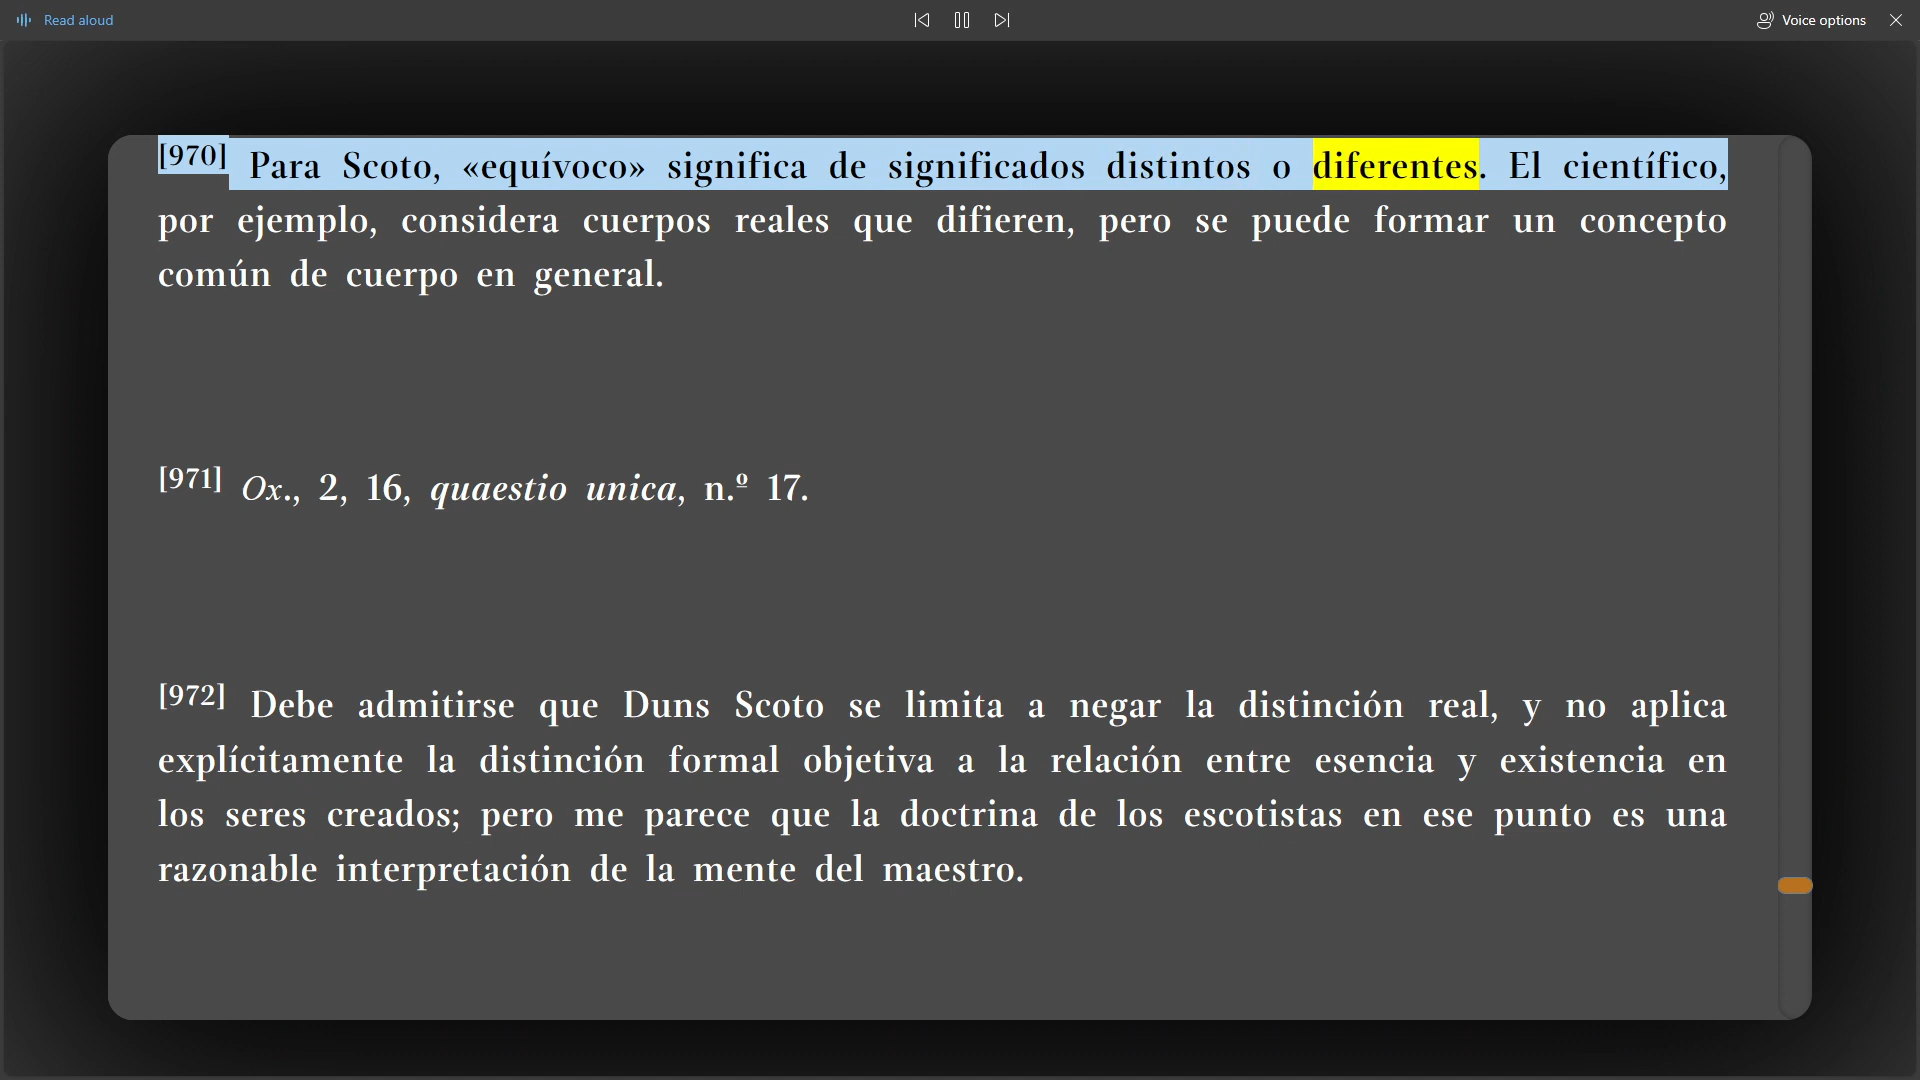 Read aloud
Voice options
[970] Para Scoto, «equívoco» significa de significados distintos o diferentes. El científico,
por ejemplo, considera cuerpos reales que difieren, pero se puede formar un concepto
común de cuerpo en general.
[971] Ox., 2, 16, quaestio unica, n.º 17.
[972] Debe admitirse que Duns Scoto se limita a negar la distinción real, y no aplica
explícitamente la distinción formal objetiva a la relación entre esencia y existencia en
los seres creados; pero me parece que la doctrina de los escotistas en ese punto es una
razonable interpretación de la mente del maestro.